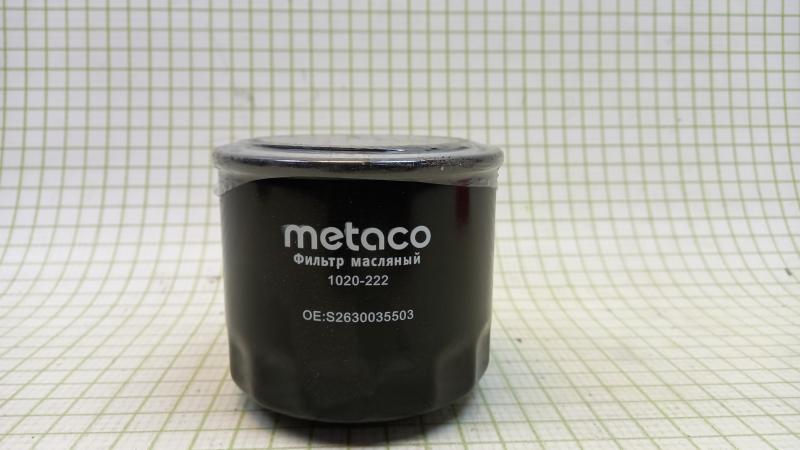 metaco
Фильтр масляный
1020-222
OE:S2630035503